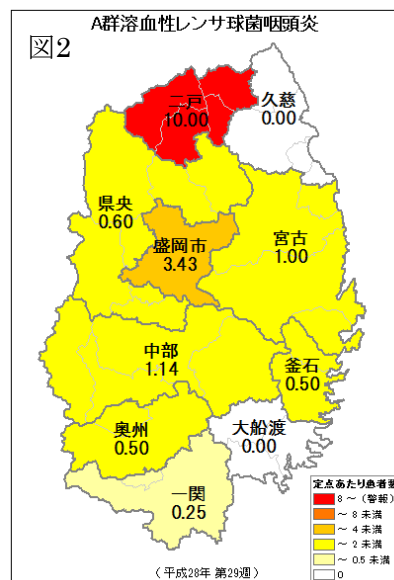 A群溶血性レンサ球菌咽頭炎
図2
二戸
10.00
久慈
0.00
県央
0.60
盛岡市
3.43
宮古
1.00
中部
1.14
釜石
0.50
奥州
0.50
大船渡
0.00
一関
0.25
定点あたり患者数
8 ～ (警報)
～ 8 未満
～ 4 未満
～ 2 未満
～ 0.5 未満
0
(平成28年 第29週)